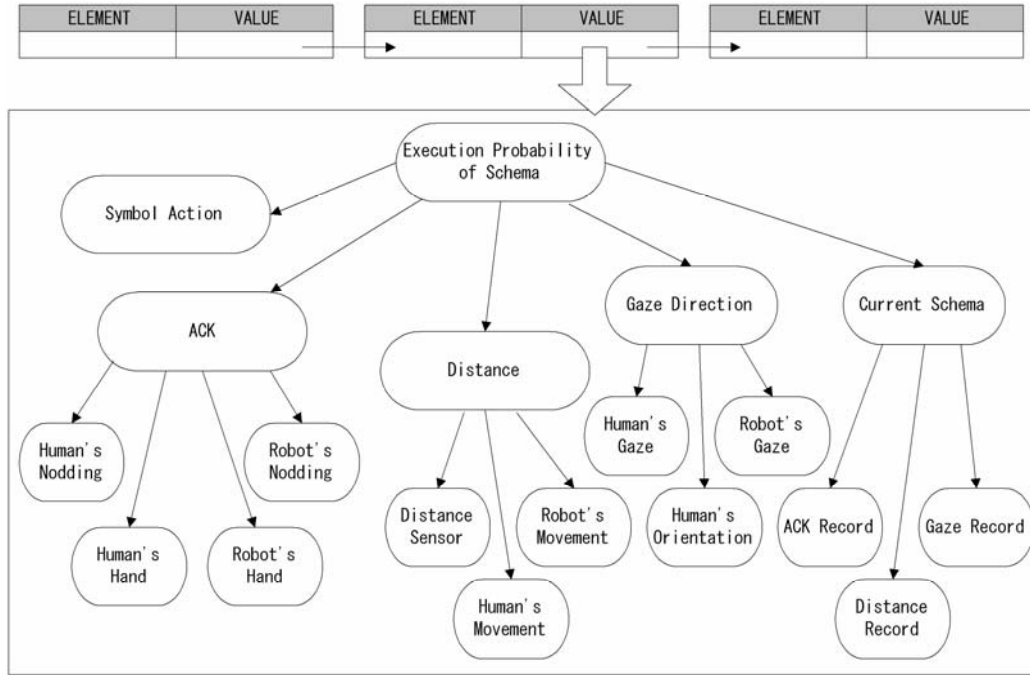 ELEMENT VALUE ELEMENT VALUE ELEMENT VALUE
Execution Probability
of Schema
Symbol Action
Gaze Direction
Current Schema
ACK
Distance
Human's
Gaze
Robot's
Gaze
Human's
Nodding
Robot's
Nodding
Distance
Sensor
Robot's
Movement
Human's
Orientation
ACK Record
Gaze Record
Human's
Hand
Robot's
Hand
Human's
Movement
Distance
Record